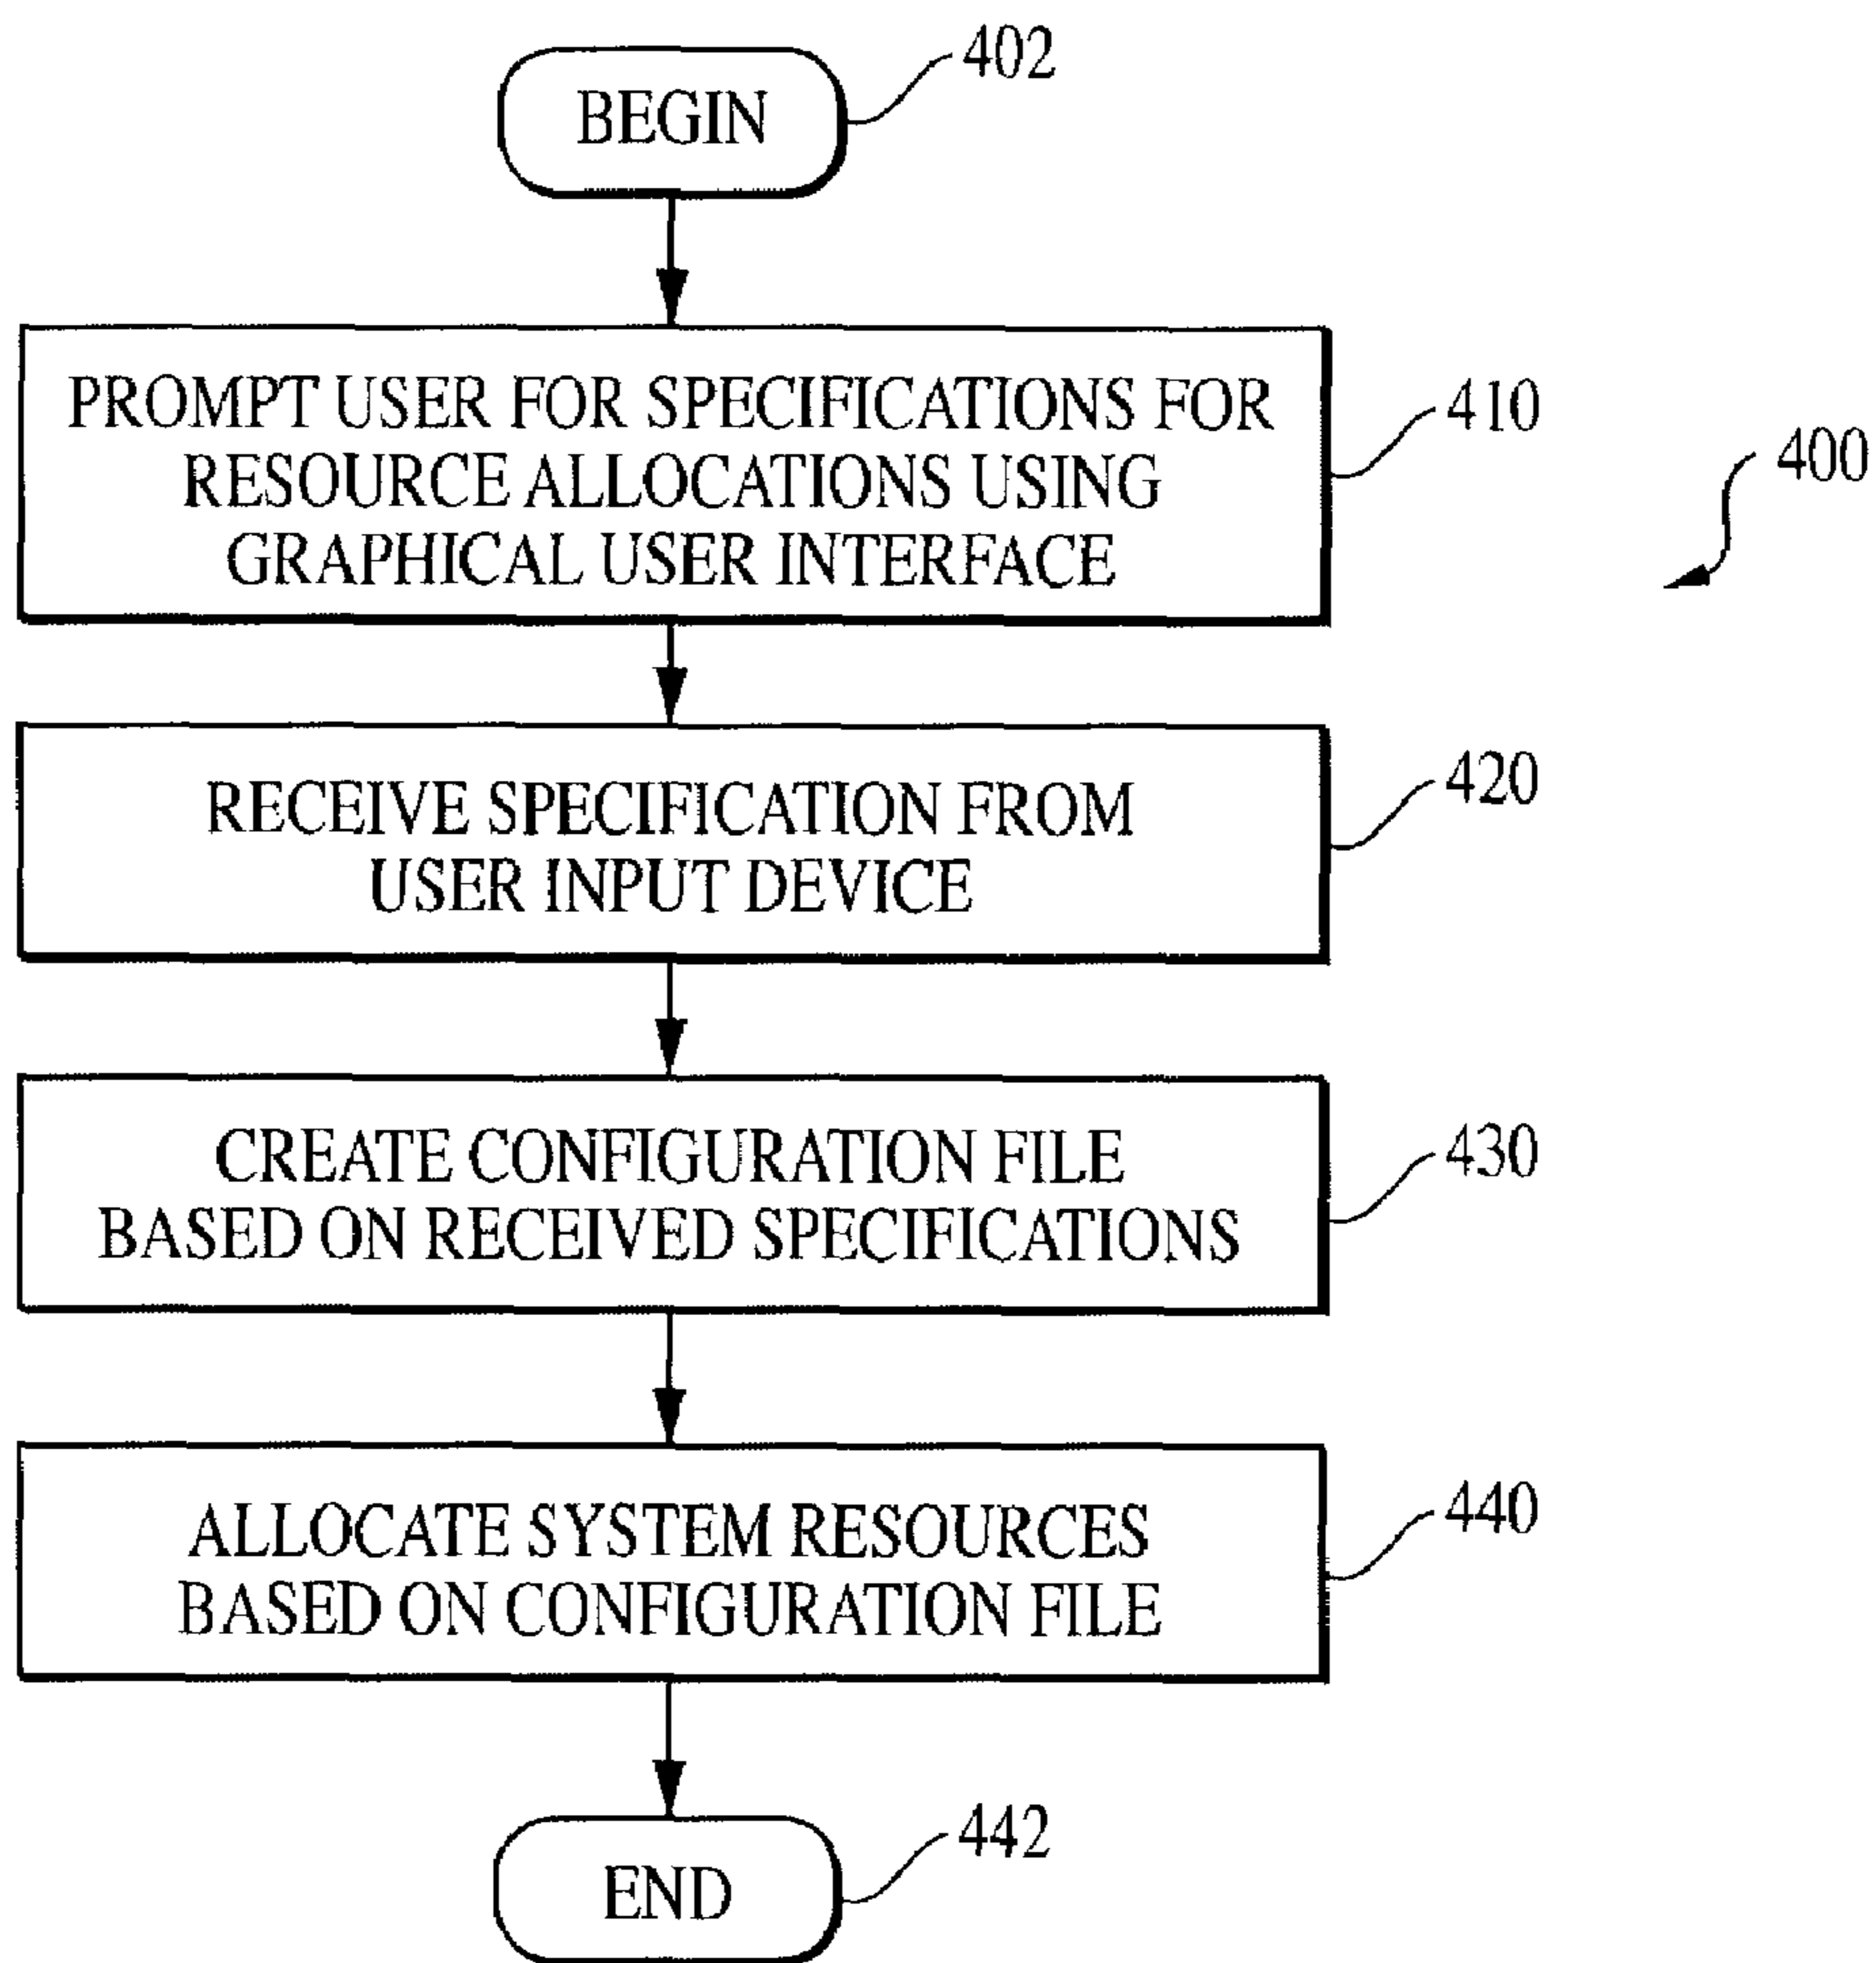 402
BEGIN
PROMPT USER FOR SPECIFICATIONS FOR
RESOURCE ALLOCATIONS USING
GRAPHICAL USER INTERFACE
410
400
RECEIVE SPECIFICATION FROM
USER INPUT DEVICE
420
CREATE CONFIGURATION FILE
BASED ON RECEIVED SPECIFICATIONS
430
ALLOCATE SYSTEM RESOURCES
BASED ON CONFIGURATION FILE
440
442
END